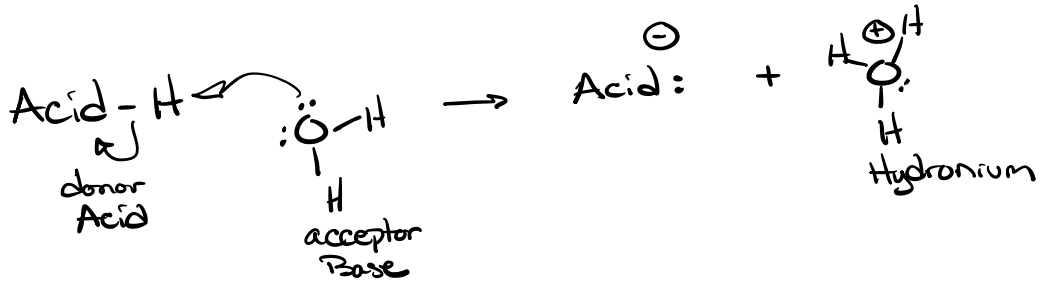 Acid - H :Ö - H → Acid: ⊖ + H O: H ⊕
H H
donor
Acid
acceptor
Base
Hydronium